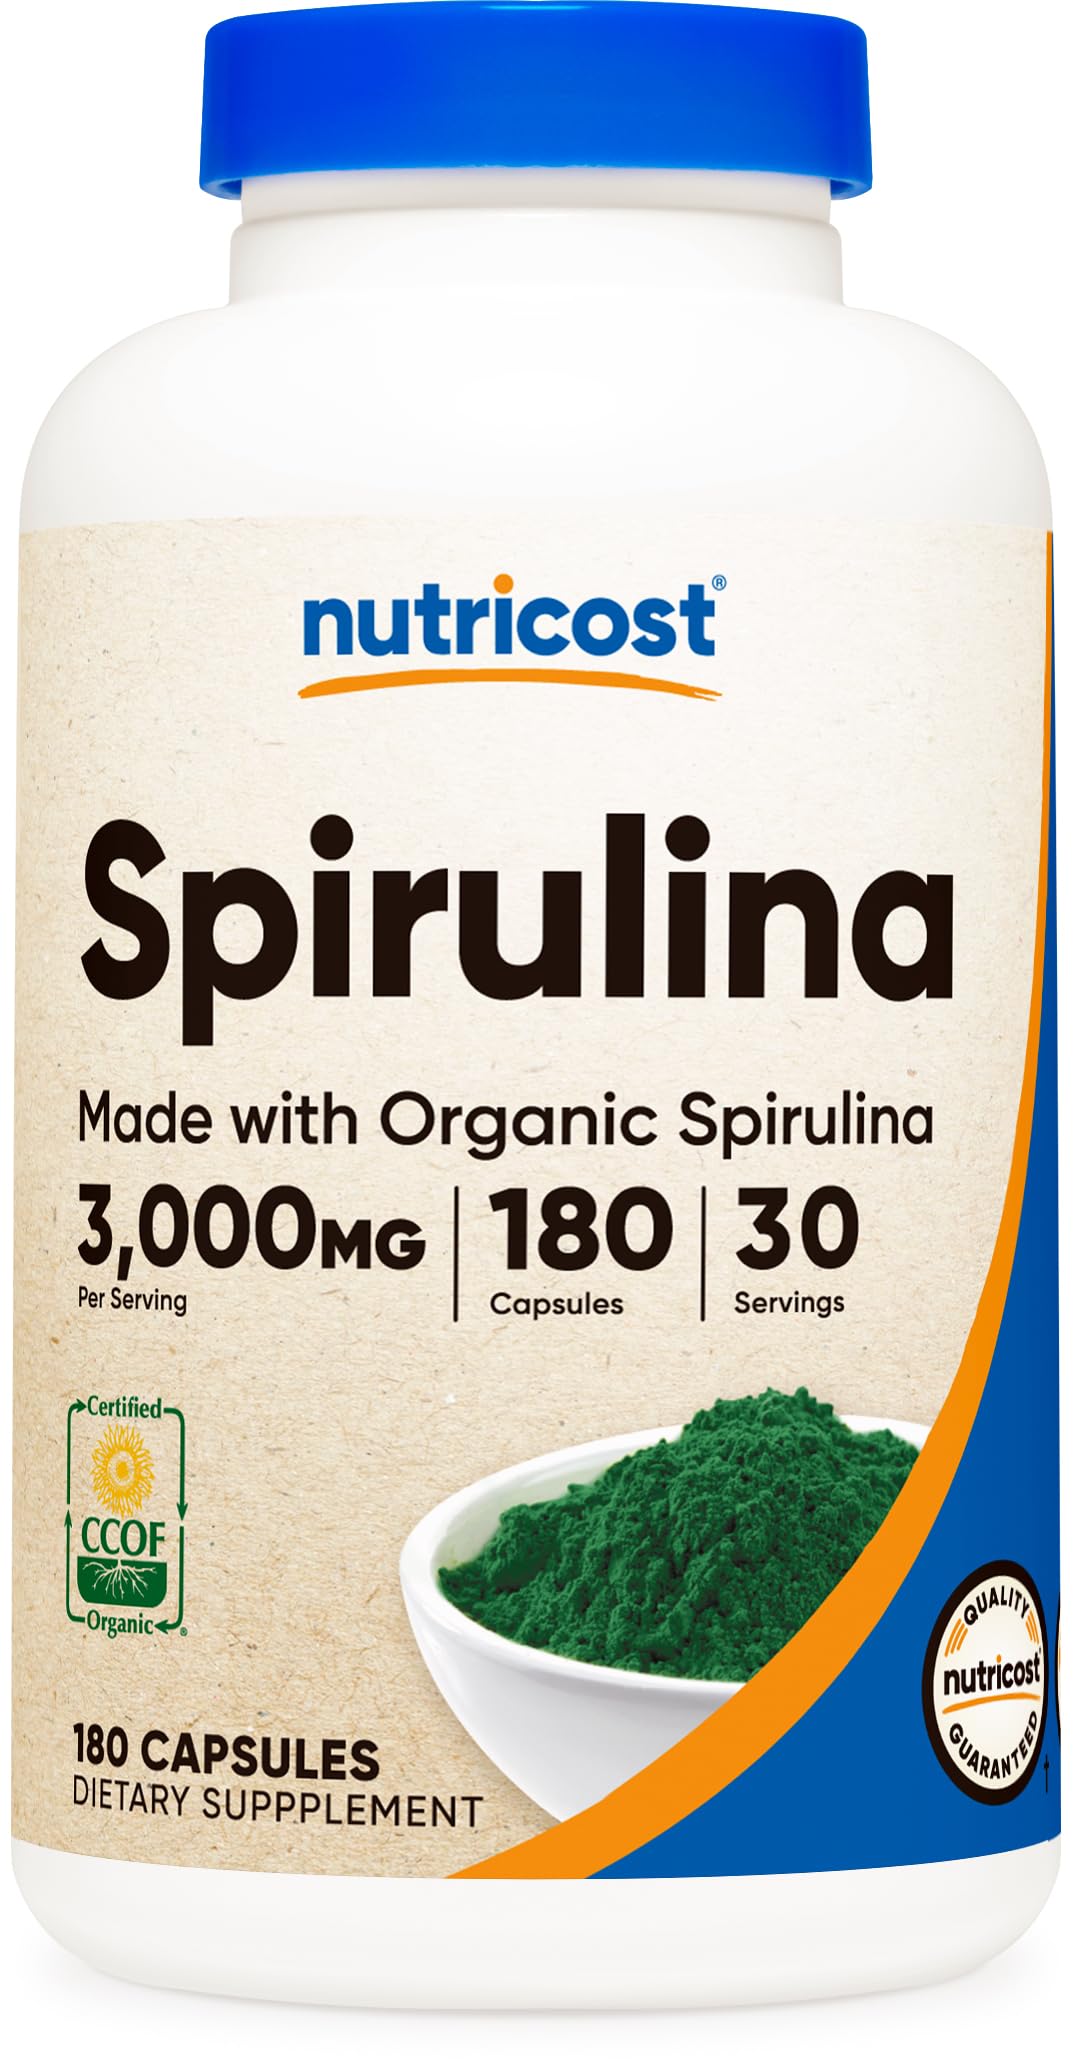 nutricost®
Spirulina
Made with Organic Spirulina
3,000MG | 180 | 30
Per Serving Capsules Servings
Certified
CCOF
Organic®
180 CAPSULES
DIETARY SUPPPLEMENT
QUALITY
nutricost®
GUARANTEED
†